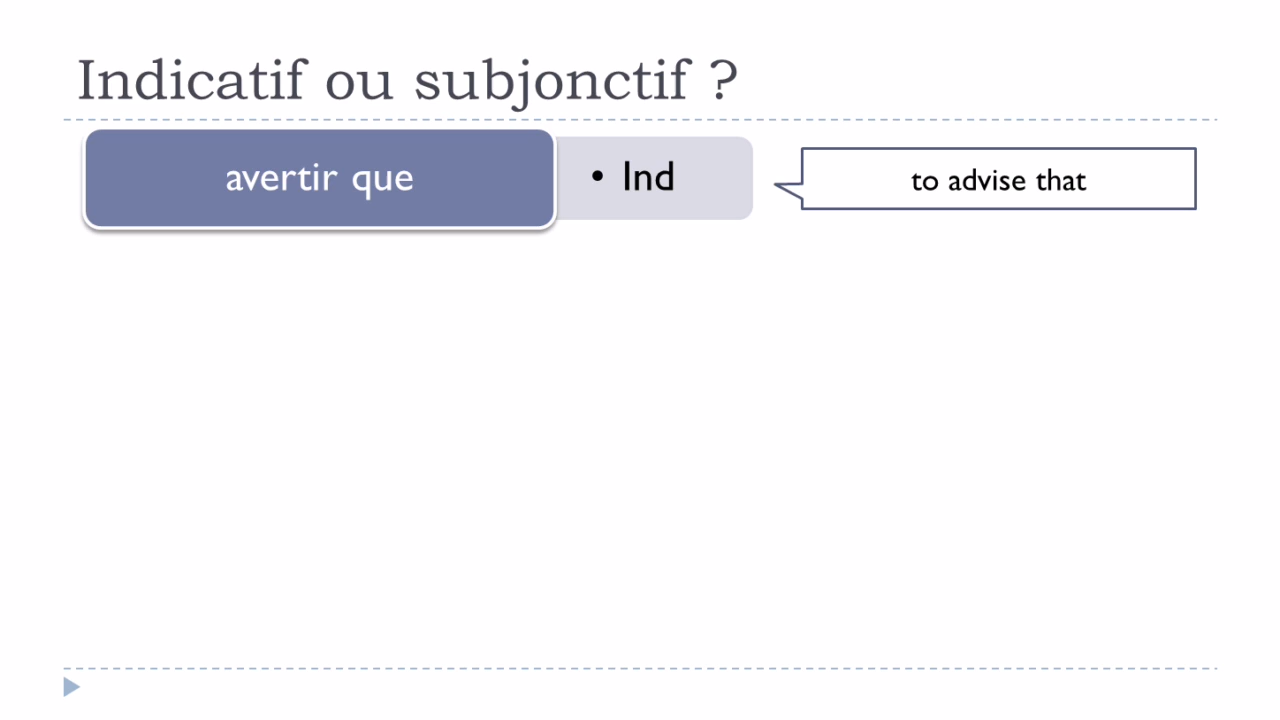 Indicatif ou subjonctif ?
avertir que
• Ind
to advise that